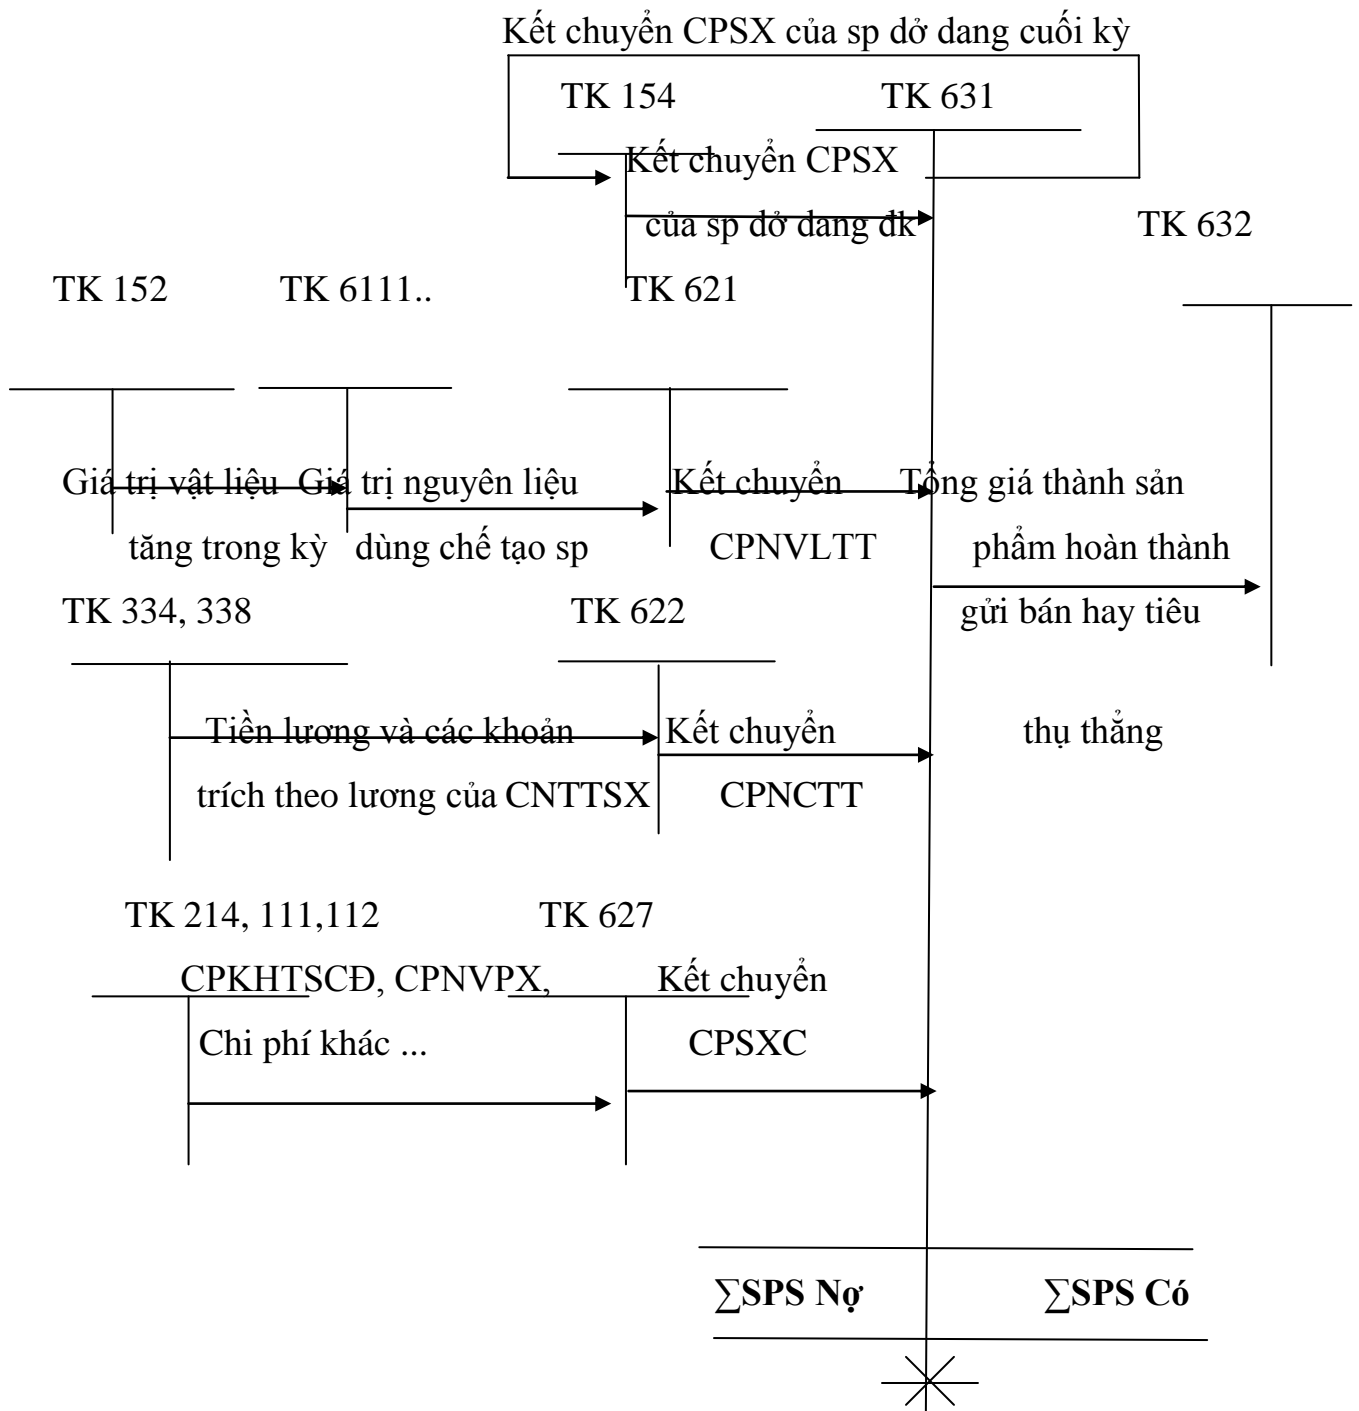 Kết chuyển CPSX của sp dở dang cuối kỳ
TK 154 TK 631
Kết chuyển CPSX
của sp dở dang đk TK 632
TK 152 TK 6111.. TK 621
Giá trị vật liệu Giá trị nguyên liệu Kết chuyển Tổng giá thành sản
tăng trong kỳ dùng chế tạo sp CPNVLTT phẩm hoàn thành
TK 334, 338 TK 622 gửi bán hay tiêu
Tiền lương và các khoản Kết chuyển thụ thẳng
trích theo lương của CNTTSX CPNCTT
TK 214, 111,112 TK 627
CPKHTSCĐ, CPNVPX, Kết chuyển
Chi phí khác ... CPSXC
∑SPS Nợ ∑SPS Có